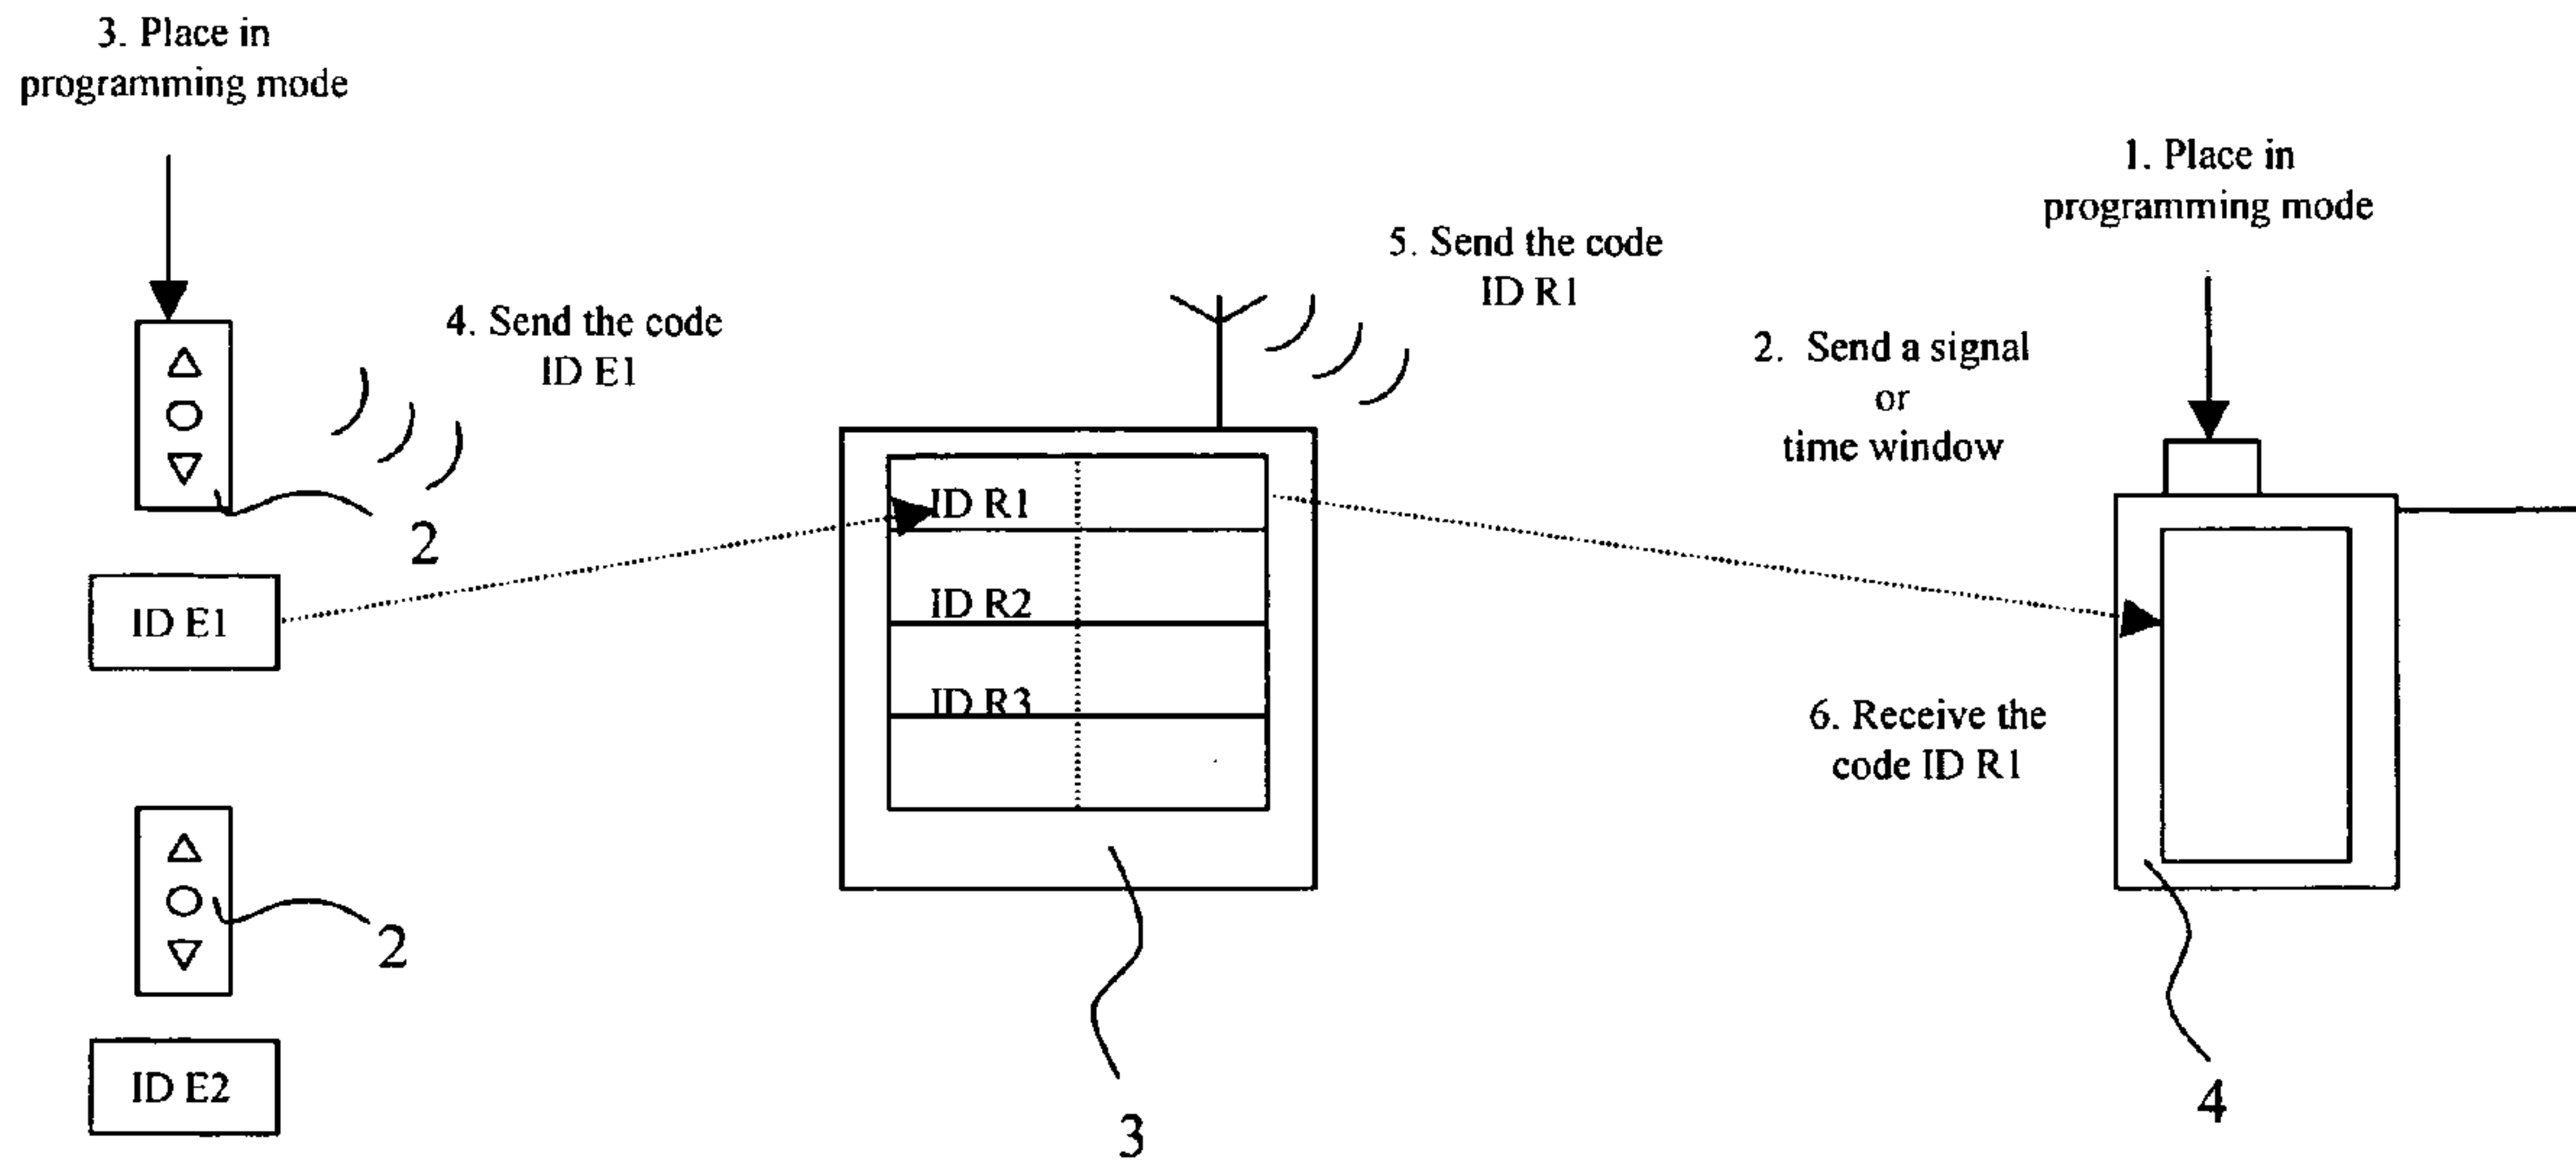 3. Place in
programming mode
1. Place in
programming mode
5. Send the code
ID R1
4. Send the code
ID E1
2. Send a signal
or
time window
2
ID E1
ID R1
ID R2
ID R3
6. Receive the
code ID R1
2
ID E2
3
4